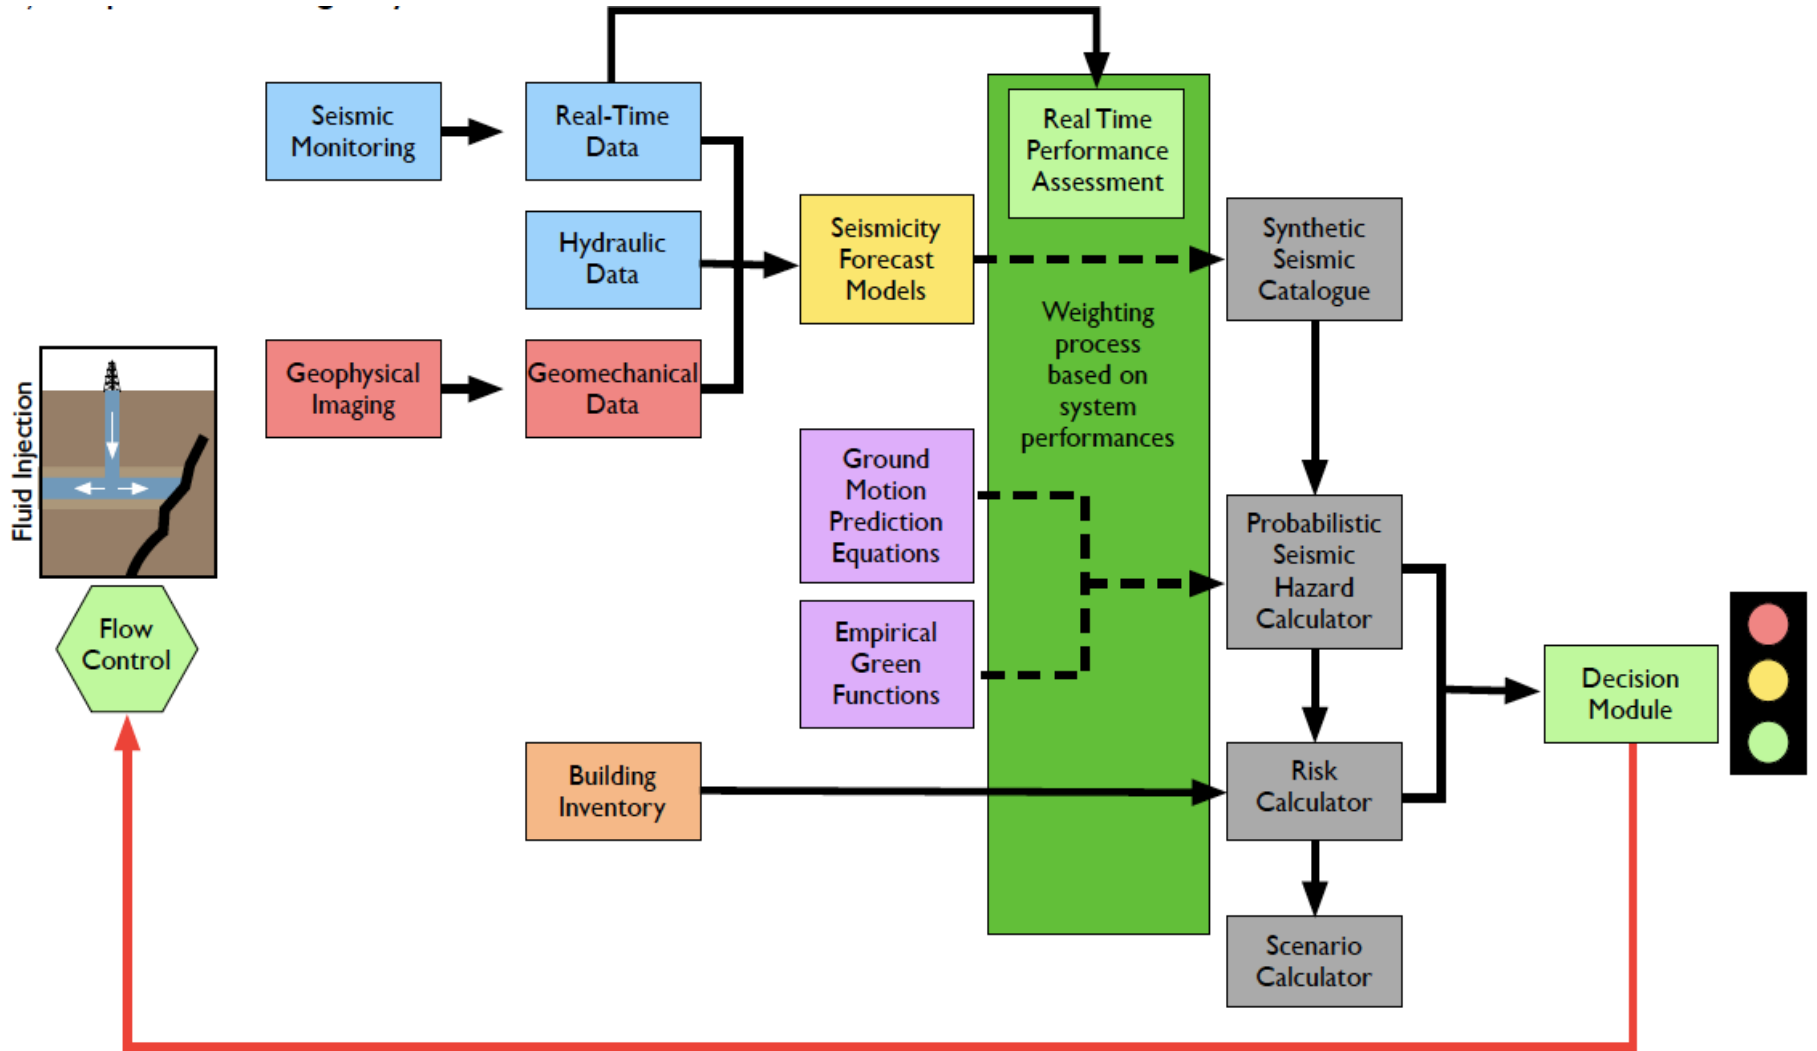 Seismic
Monitoring
Real-Time
Data
Real Time
Performance
Assessment
Hydraulic
Data
Seismicity
Forecast
Models
Synthetic
Seismic
Catalogue
Weighting
process
based on
system
performances
Geophysical
Imaging
Geomechanical
Data
Fluid Injection
Ground
Motion
Prediction
Equations
Probabilistic
Seismic
Hazard
Calculator
Flow
Control
Empirical
Green
Functions
Decision
Module
Building
Inventory
Risk
Calculator
Scenario
Calculator